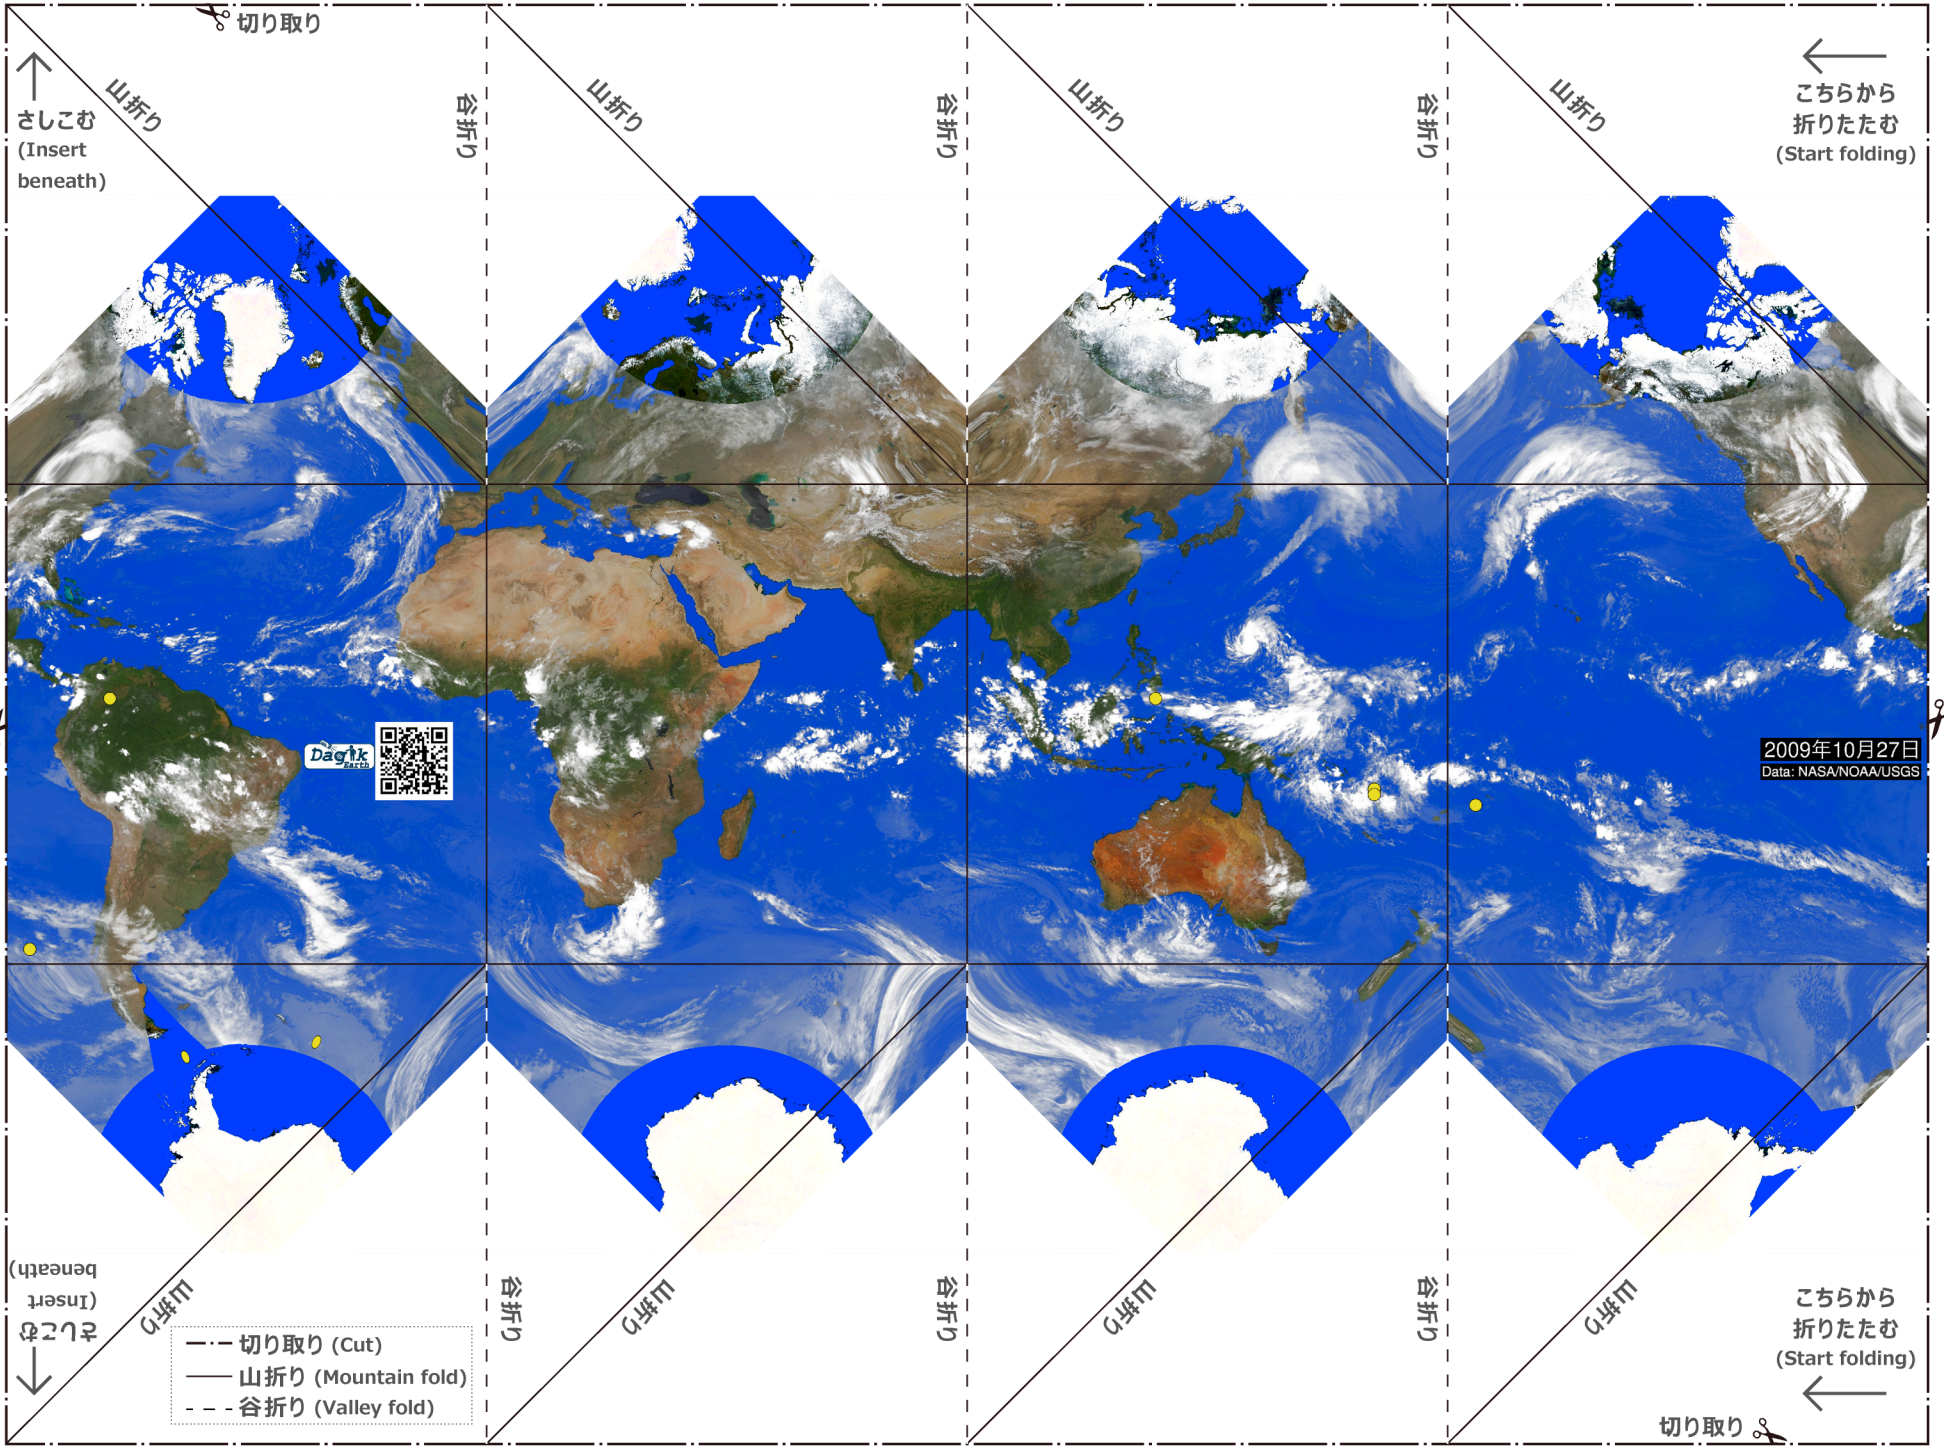 切り取り
山折り
谷折り
山折り
谷折り
山折り
谷折り
山折り
さしこむ
(Insert
beneath)
こちらから
折りたたむ
(Start folding)
Dagik
Earth
2009年10月27日
Data: NASA/NOAA/USGS
さしこむ
(Insert
beneath)
山折り
谷折り
山折り
谷折り
山折り
谷折り
山折り
こちらから
折りたたむ
(Start folding)
切り取り (Cut)
山折り (Mountain fold)
谷折り (Valley fold)
切り取り